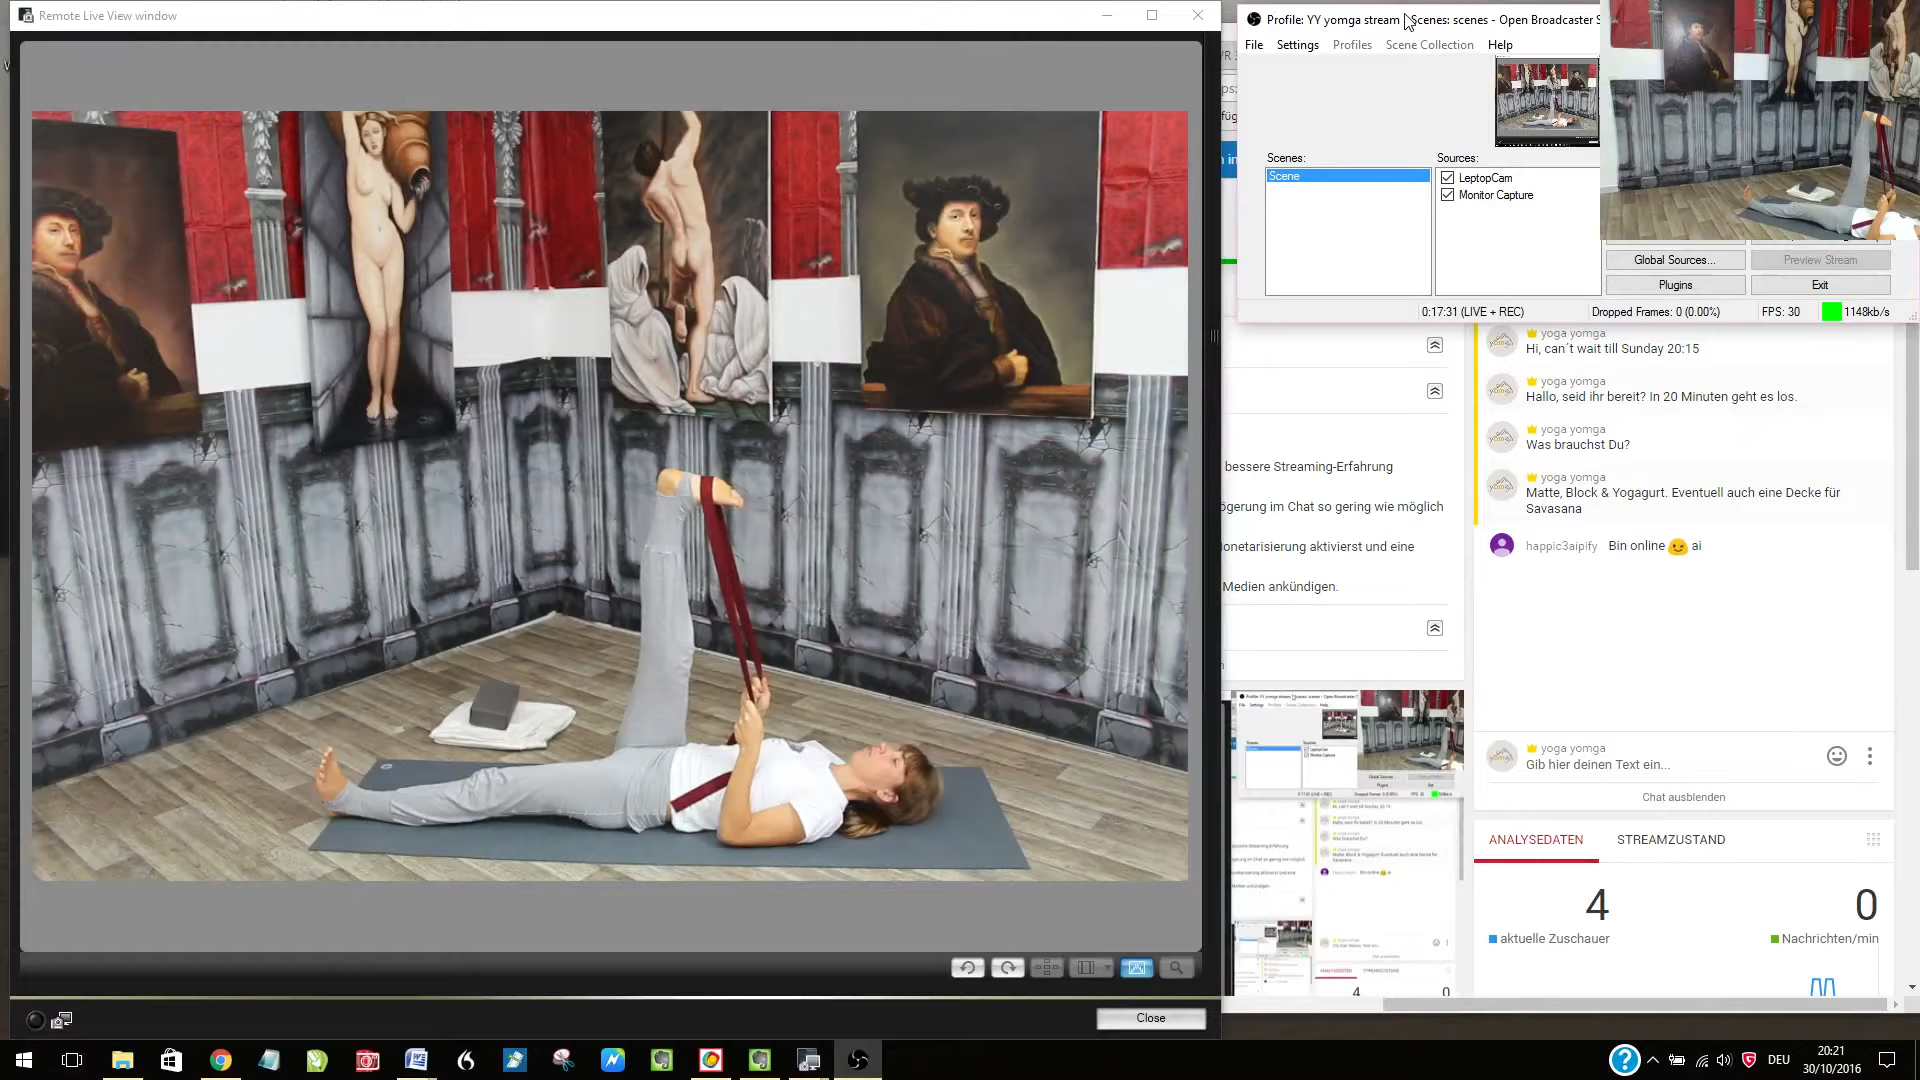 Remote Live View window
Profile: YY yomga stream
Scenes: scenes - Open Broadcaster S
File Settings Profiles Scene Collection Help
Scenes:
Sources:
Scene
LeptopCam
Monitor Capture
Global Sources...
Preview Stream
Plugins
Exit
0:17:31 (LIVE + REC)
Dropped Frames: 0 (0.00%)
FPS: 30
1148kb/s
yoga yomga
Hi, can´t wait till Sunday 20:15
yoga yomga
Hallo, seid ihr bereit? In 20 Minuten geht es los.
yoga yomga
Was brauchst Du?
yoga yomga
Matte, Block & Yogagurt. Eventuell auch eine Decke für
Savasana
happic3aipify Bin online 😉 ai
bessere Streaming-Erfahrung
ögerung im Chat so gering wie möglich
onetarisierung aktivierst und eine
Medien ankündigen.
yoga yomga
Gib hier deinen Text ein...
Chat ausblenden
ANALYSEDATEN STREAMZUSTAND
4
0
aktuelle Zuschauer
Nachrichten/min
Close
DEU
20:21
30/10/2016